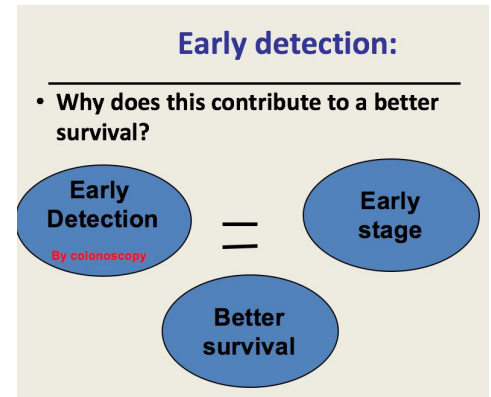 Early detection:
• Why does this contribute to a better
survival?
Early
Detection
By colonoscopy
=
Early
stage
Better
survival